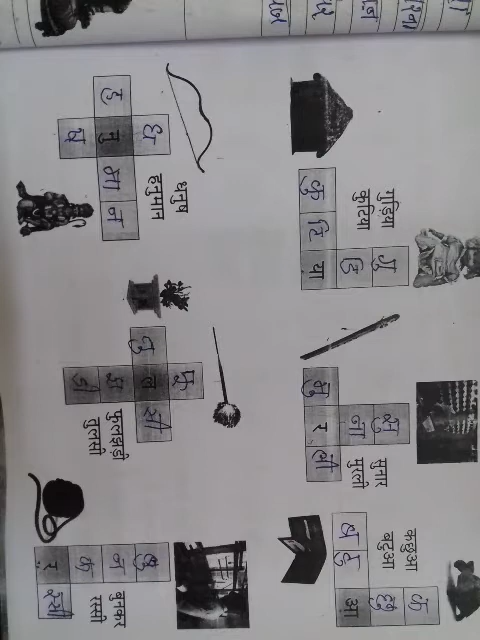 गुड़िया
कुटिया
गु
ड़ि
कु टि या
सुनार
मुरली
सु
ना
मु र ली
कछुआ
बटुआ
क
छु
ब टु आ
धनुष
हनुमान
ध
ह नु मा न
ष
फुलझड़ी
तुलसी
फु
तु ल सी
झ
ड़ी
बुनकर
रस्सी
बु
न
क
र स्सी